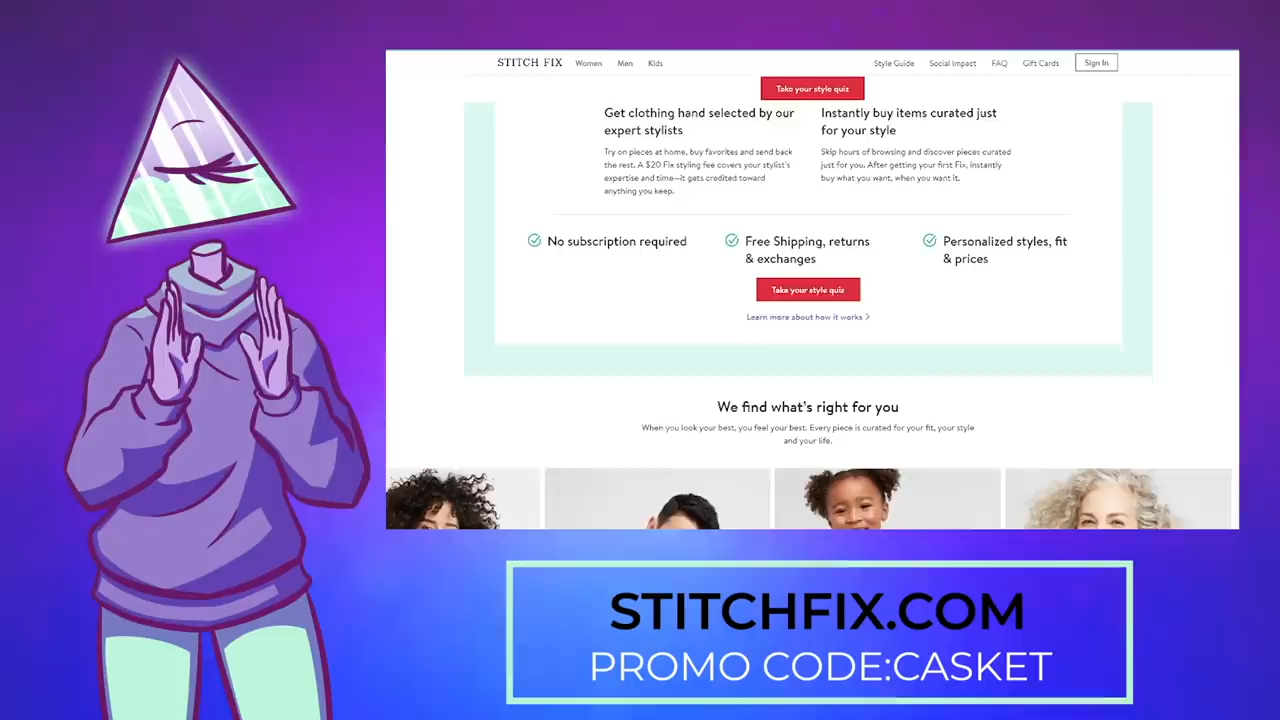 STITCH FIX Women Men Kids Style Guide Social Impact FAQ Gift Cards Sign In
Take your style quiz
Get clothing hand selected by our
expert stylists
Try on pieces at home, buy favorites and send back
the rest. A $20 Fix styling fee covers your stylist's
expertise and time—it gets credited toward
anything you keep.
Instantly buy items curated just
for your style
Skip hours of browsing and discover pieces curated
just for you. After getting your first Fix, instantly
buy what you want, when you want it.
No subscription required
Free Shipping, returns
& exchanges
Personalized styles, fit
& prices
Take your style quiz
Learn more about how it works >
We find what's right for you
When you look your best, you feel your best. Every piece is curated for your fit, your style
and your life.
STITCHFIX.COM
PROMO CODE:CASKET